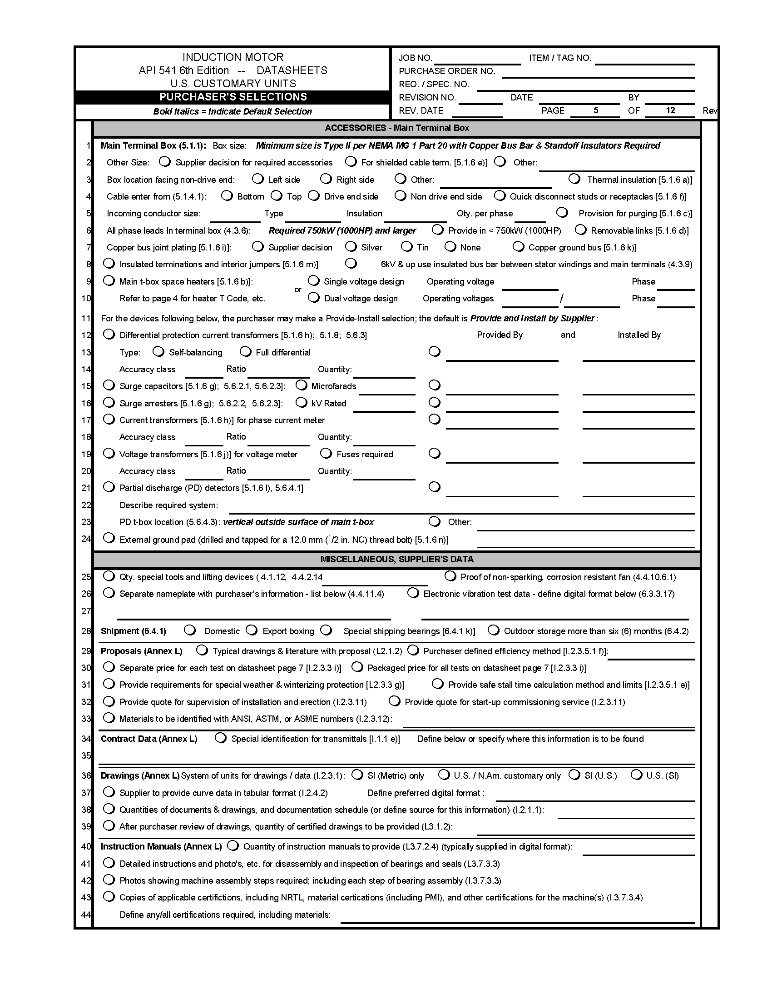 INDUCTION MOTOR
API 541 6th Edition -- DATASHEETS
U.S. CUSTOMARY UNITS
PURCHASER'S SELECTIONS
Bold Italics = Indicate Default Selection
JOB NO. ITEM / TAG NO.
PURCHASE ORDER NO.
REQ. / SPEC. NO.
REVISION NO. DATE BY
REV. DATE PAGE 5 OF 12 Rev
ACCESSORIES - Main Terminal Box
1 Main Terminal Box (5.1.1): Box size: Minimum size is Type II per NEMA MG 1 Part 20 with Copper Bus Bar & Standoff Insulators Required
2 Other Size: Supplier decision for required accessories For shielded cable term. [5.1.6 e)] Other:
3 Box location facing non-drive end: Left side Right side Other: Thermal insulation [5.1.6 a)]
4 Cable enter from (5.1.4.1): Bottom Top Drive end side Non drive end side Quick disconnect studs or receptacles [5.1.6 f)]
5 Incoming conductor size: Type Insulation Qty. per phase Provision for purging [5.1.6 c)]
6 All phase leads In terminal box (4.3.6): Required 750kW (1000HP) and larger Provide in < 750kW (1000HP) Removable links [5.1.6 d)]
7 Copper bus joint plating [5.1.6 i)]: Supplier decision Silver Tin None Copper ground bus [5.1.6 k)]
8 Insulated terminations and interior jumpers [5.1.6 m)] 6kV & up use insulated bus bar between stator windings and main terminals (4.3.9)
9 Main t-box space heaters [5.1.6 b)]: Single voltage design Operating voltage Phase
or
10 Refer to page 4 for heater T Code, etc. Dual voltage design Operating voltages / Phase
11 For the devices following below, the purchaser may make a Provide-Install selection; the default is Provide and Install by Supplier :
12 Differential protection current transformers [5.1.6 h); 5.1.8; 5.6.3] Provided By and Installed By
13 Type: Self-balancing Full differential
14 Accuracy class Ratio Quantity:
15 Surge capacitors [5.1.6 g); 5.6.2.1, 5.6.2.3]: Microfarads
16 Surge arresters [5.1.6 g); 5.6.2.2, 5.6.2.3]: kV Rated
17 Current transformers [5.1.6 h)] for phase current meter
18 Accuracy class Ratio Quantity:
19 Voltage transformers [5.1.6 j)] for voltage meter Fuses required
20 Accuracy class Ratio Quantity:
21 Partial discharge (PD) detectors [5.1.6 l), 5.6.4.1]
22 Describe required system:
23 PD t-box location (5.6.4.3): vertical outside surface of main t-box Other:
24 External ground pad (drilled and tapped for a 12.0 mm (1/2 in. NC) thread bolt) [5.1.6 n)]
MISCELLANEOUS, SUPPLIER'S DATA
25 Qty. special tools and lifting devices ( 4.1.12, 4.4.2.14 Proof of non-sparking, corrosion resistant fan (4.4.10.6.1)
26 Separate nameplate with purchaser's information - list below (4.4.11.4) Electronic vibration test data - define digital format below (6.3.3.17)
27
28 Shipment (6.4.1) Domestic Export boxing Special shipping bearings [6.4.1 k)] Outdoor storage more than six (6) months (6.4.2)
29 Proposals (Annex L) Typical drawings & literature with proposal (L2.1.2) Purchaser defined efficiency method [I.2.3.5.1 f)]:
30 Separate price for each test on datasheet page 7 [I.2.3.3 i)] Packaged price for all tests on datasheet page 7 [I.2.3.3 i)]
31 Provide requirements for special weather & winterizing protection [L2.3.3 g)] Provide safe stall time calculation method and limits [I.2.3.5.1 e)]
32 Provide quote for supervision of installation and erection (I.2.3.11) Provide quote for start-up commissioning service (I.2.3.11)
33 Materials to be identified with ANSI, ASTM, or ASME numbers (I.2.3.12):
34 Contract Data (Annex L) Special identification for transmittals [I.1.1 e)] Define below or specify where this information is to be found
35
36 Drawings (Annex L) System of units for drawings / data (I.2.3.1): SI (Metric) only U.S. / N.Am. customary only SI (U.S.) U.S. (SI)
37 Supplier to provide curve data in tabular format (I.2.4.2) Define preferred digital format :
38 Quantities of documents & drawings, and documentation schedule (or define source for this information) (I.2.1.1):
39 After purchaser review of drawings, quantity of certified drawings to be provided (L3.1.2):
40 Instruction Manuals (Annex L) Quantity of instruction manuals to provide (L3.7.2.4) (typically supplied in digital format):
41 Detailed instructions and photo's, etc. for disassembly and inspection of bearings and seals (L3.7.3.3)
42 Photos showing machine assembly steps required; including each step of bearing assembly (I.3.7.3.3)
43 Copies of applicable certifictions, including NRTL, material certications (including PMI), and other certifications for the machine(s) (I.3.7.3.4)
44 Define any/all certifications required, including materials: